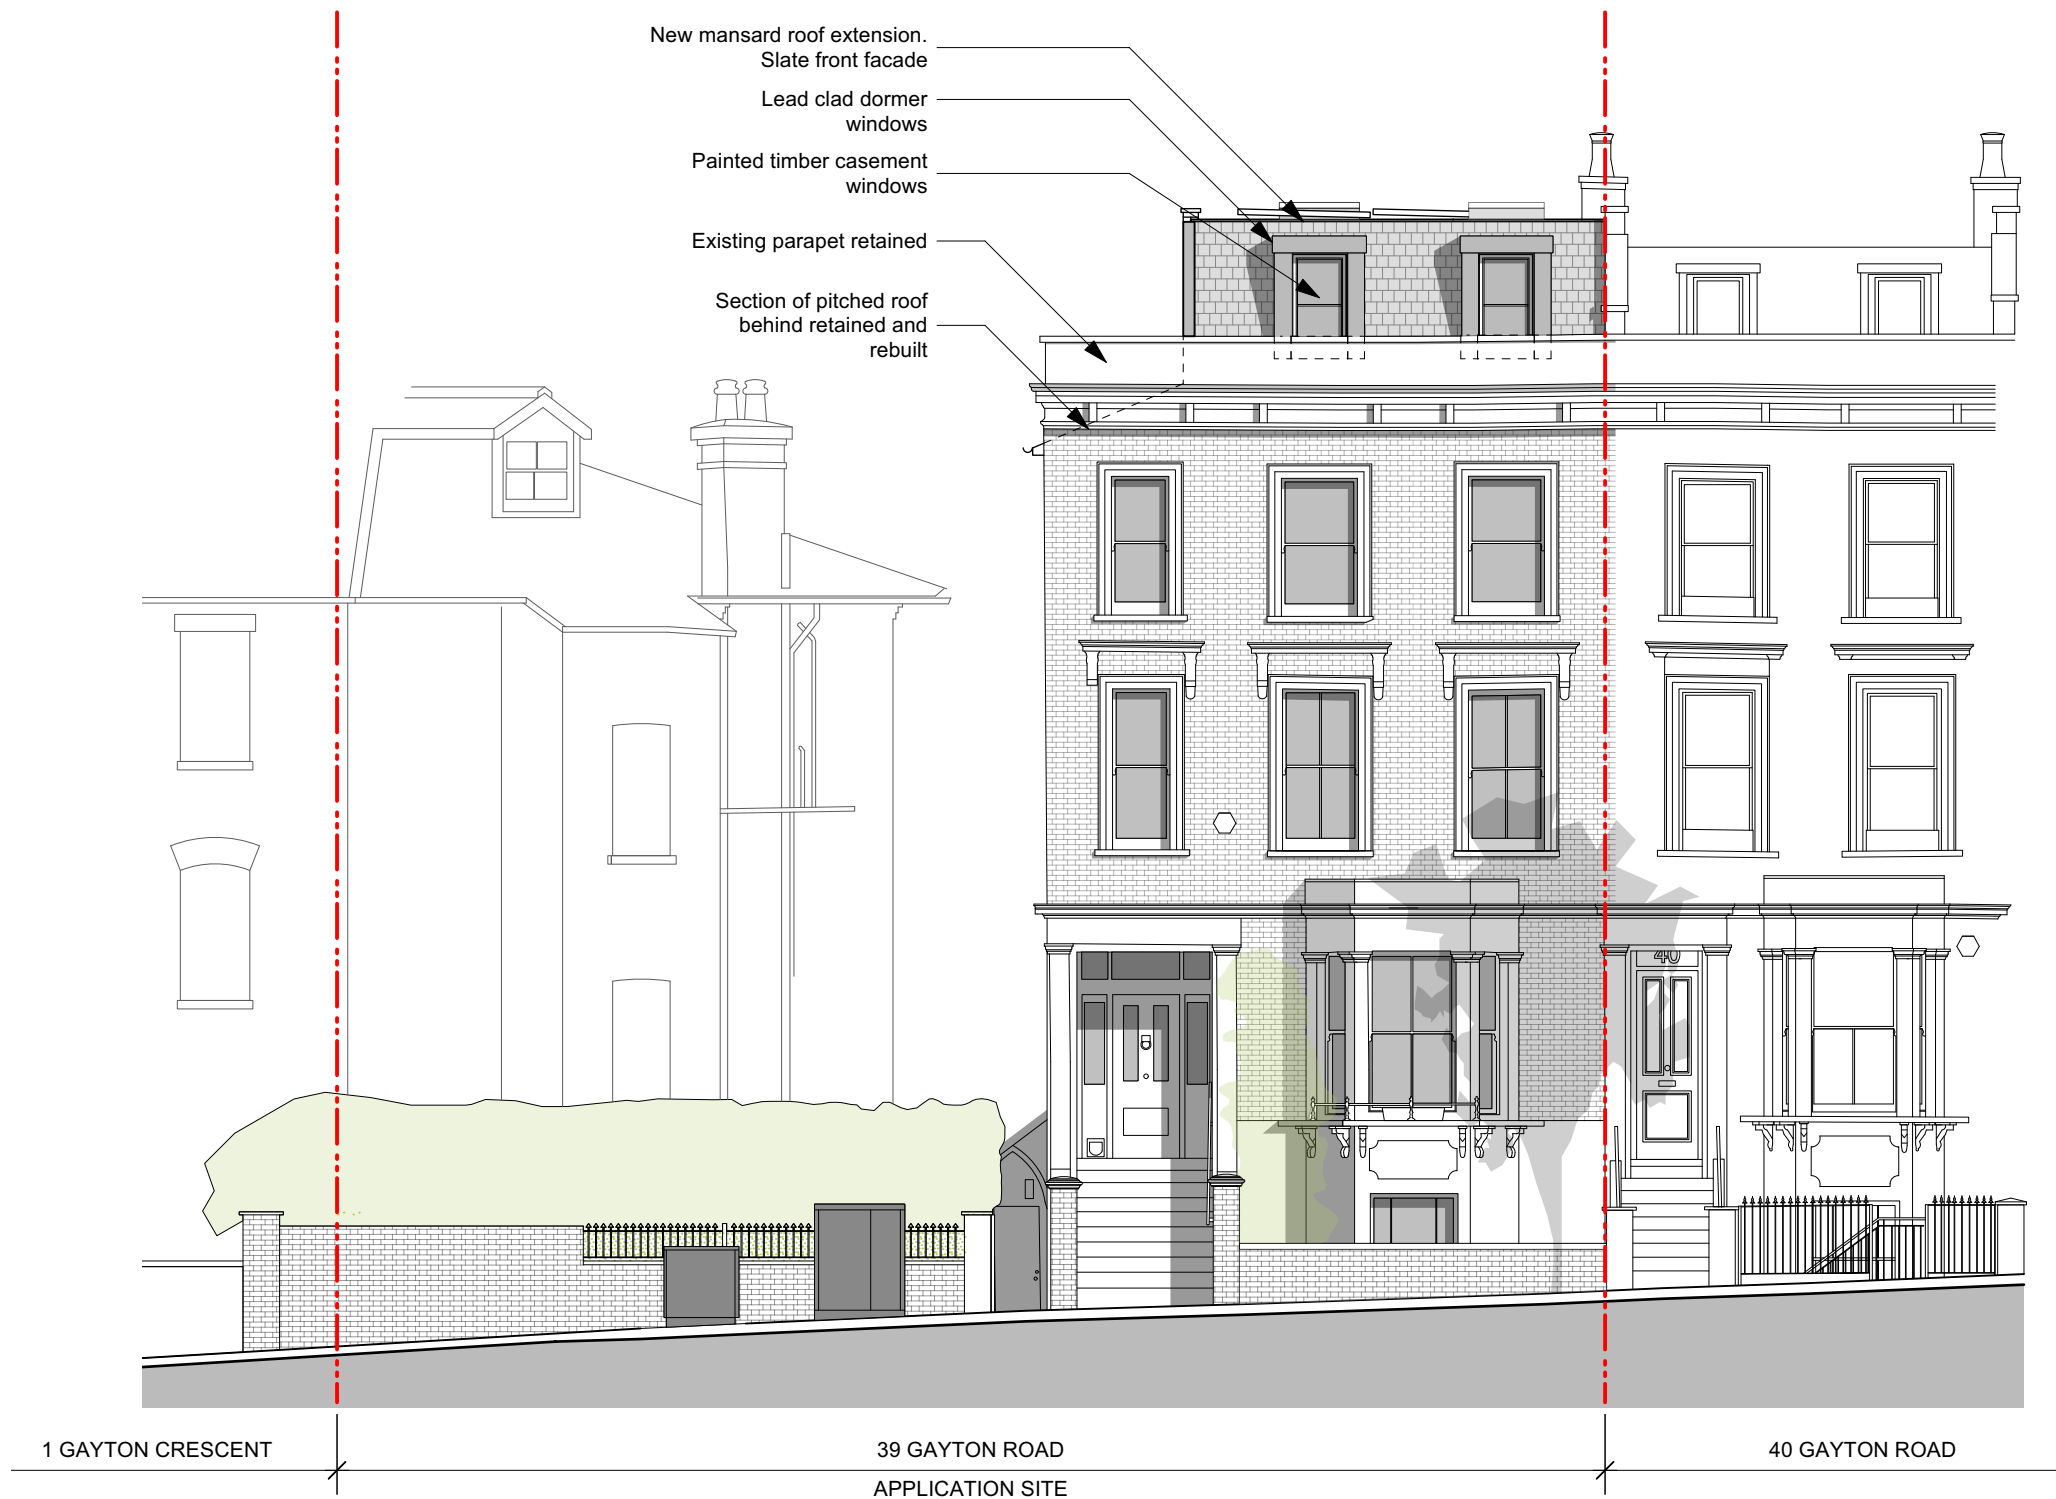 New mansard roof extension.
Slate front facade
Lead clad dormer
windows
Painted timber casement
windows
Existing parapet retained
Section of pitched roof
behind retained and
rebuilt
40
1 GAYTON CRESCENT
39 GAYTON ROAD
40 GAYTON ROAD
APPLICATION SITE